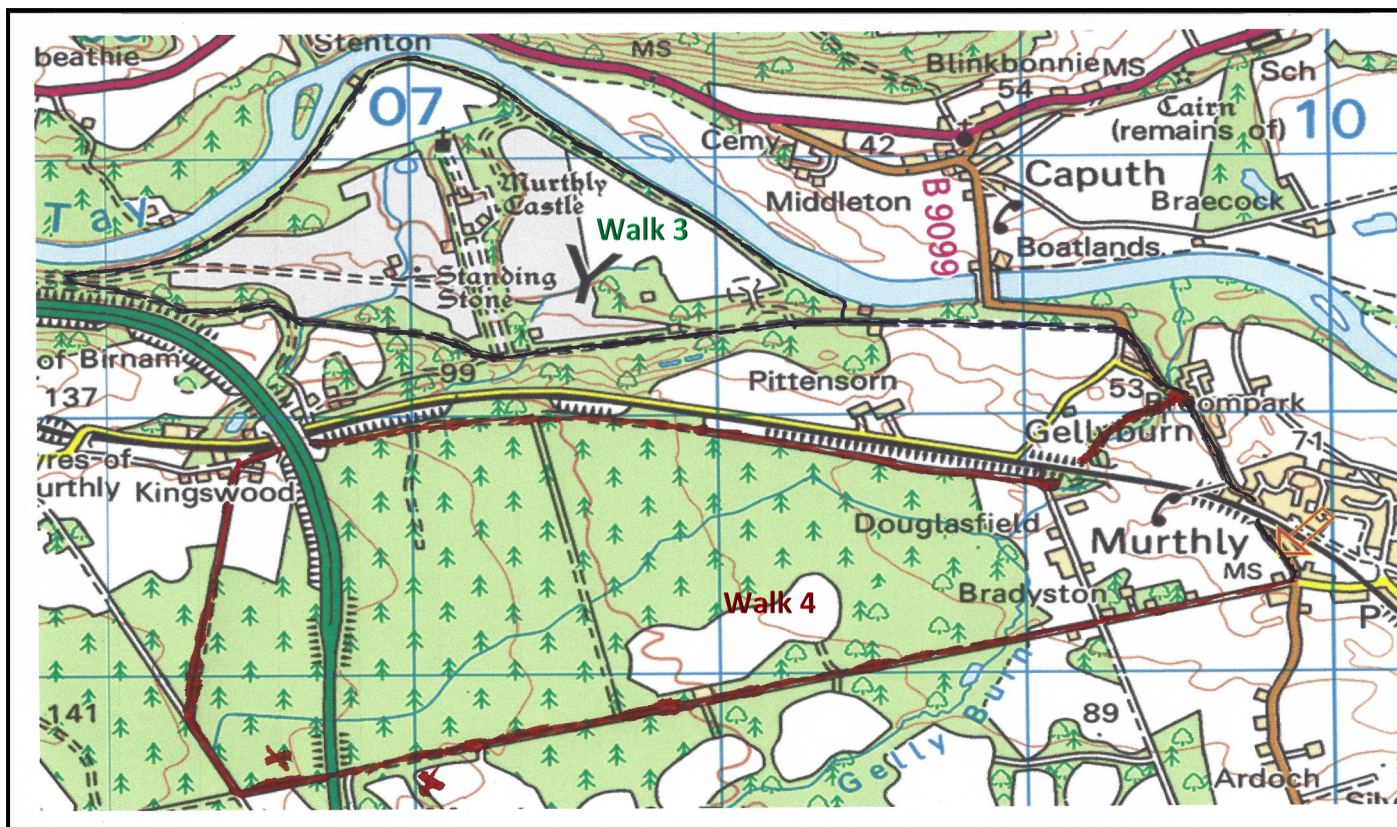 Stenton
MS
beathie
Blinkbonnie
MS
Sch
54
07
Cairn
(remains of)
10
Cemy
42
Caputh
Murthly
Castle
Middleton
B 9099
Braecock
Tay
Walk 3
Boatlands
Standing
Stone
Y
of Birnam
99
Pittensorn
53
Broompark
137
Gellyburn
71
yres of
urthly
Kingswood
Douglasfield
Murthly
MS
Walk 4
Bradyston
P
Gelly Burn
141
89
Ardoch